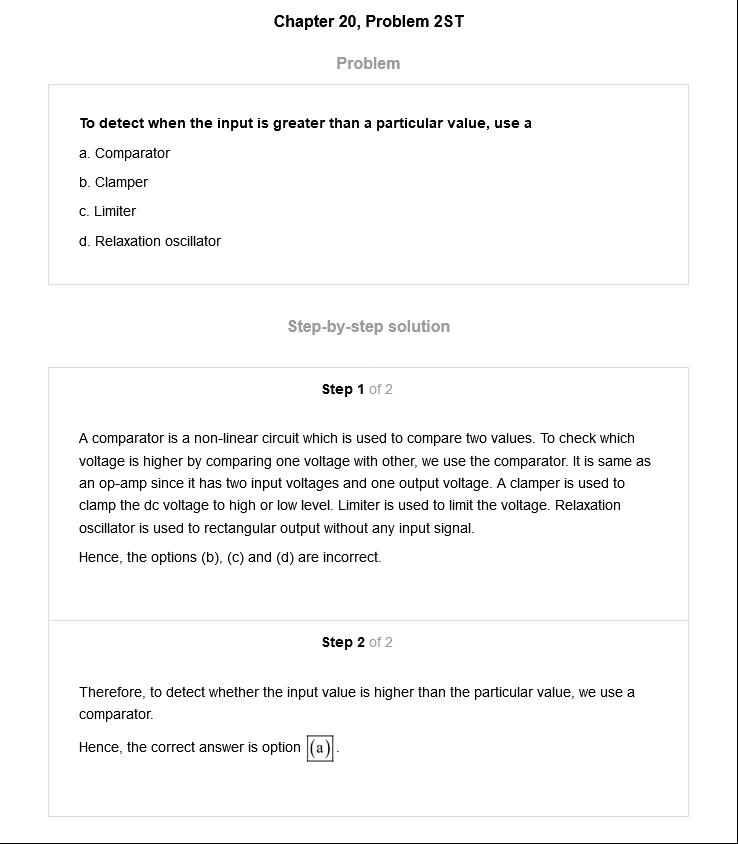 Chapter 20, Problem 2ST
Problem
To detect when the input is greater than a particular value, use a
a. Comparator
b. Clamper
c. Limiter
d. Relaxation oscillator
Step-by-step solution
Step 1 of 2
A comparator is a non-linear circuit which is used to compare two values. To check which
voltage is higher by comparing one voltage with other, we use the comparator. It is same as
an op-amp since it has two input voltages and one output voltage. A clamper is used to
clamp the dc voltage to high or low level. Limiter is used to limit the voltage. Relaxation
oscillator is used to rectangular output without any input signal.
Hence, the options (b), (c) and (d) are incorrect.
Step 2 of 2
Therefore, to detect whether the input value is higher than the particular value, we use a
comparator.
Hence, the correct answer is option (a).